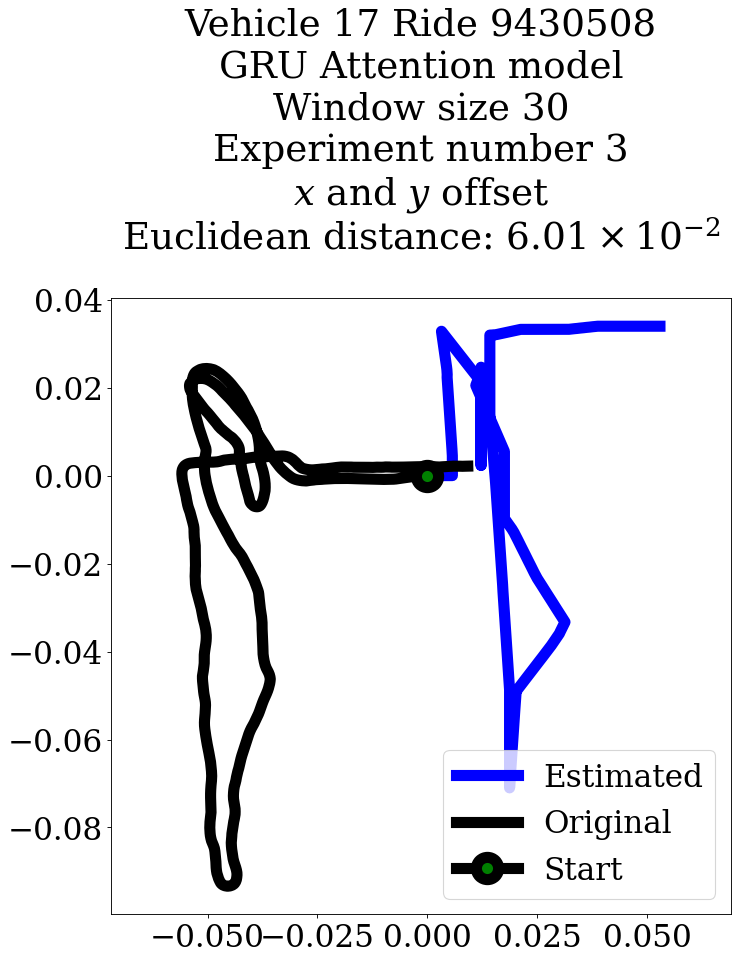 Vehicle 17 Ride 9430508
GRU Attention model
Window size 30
Experiment number 3
x and y offset
Euclidean distance: 6.01 × 10⁻²
0.04
0.02
0.00
−0.02
−0.04
−0.06
−0.08
Estimated
Original
Start
−0.050 −0.025 0.000 0.025 0.050